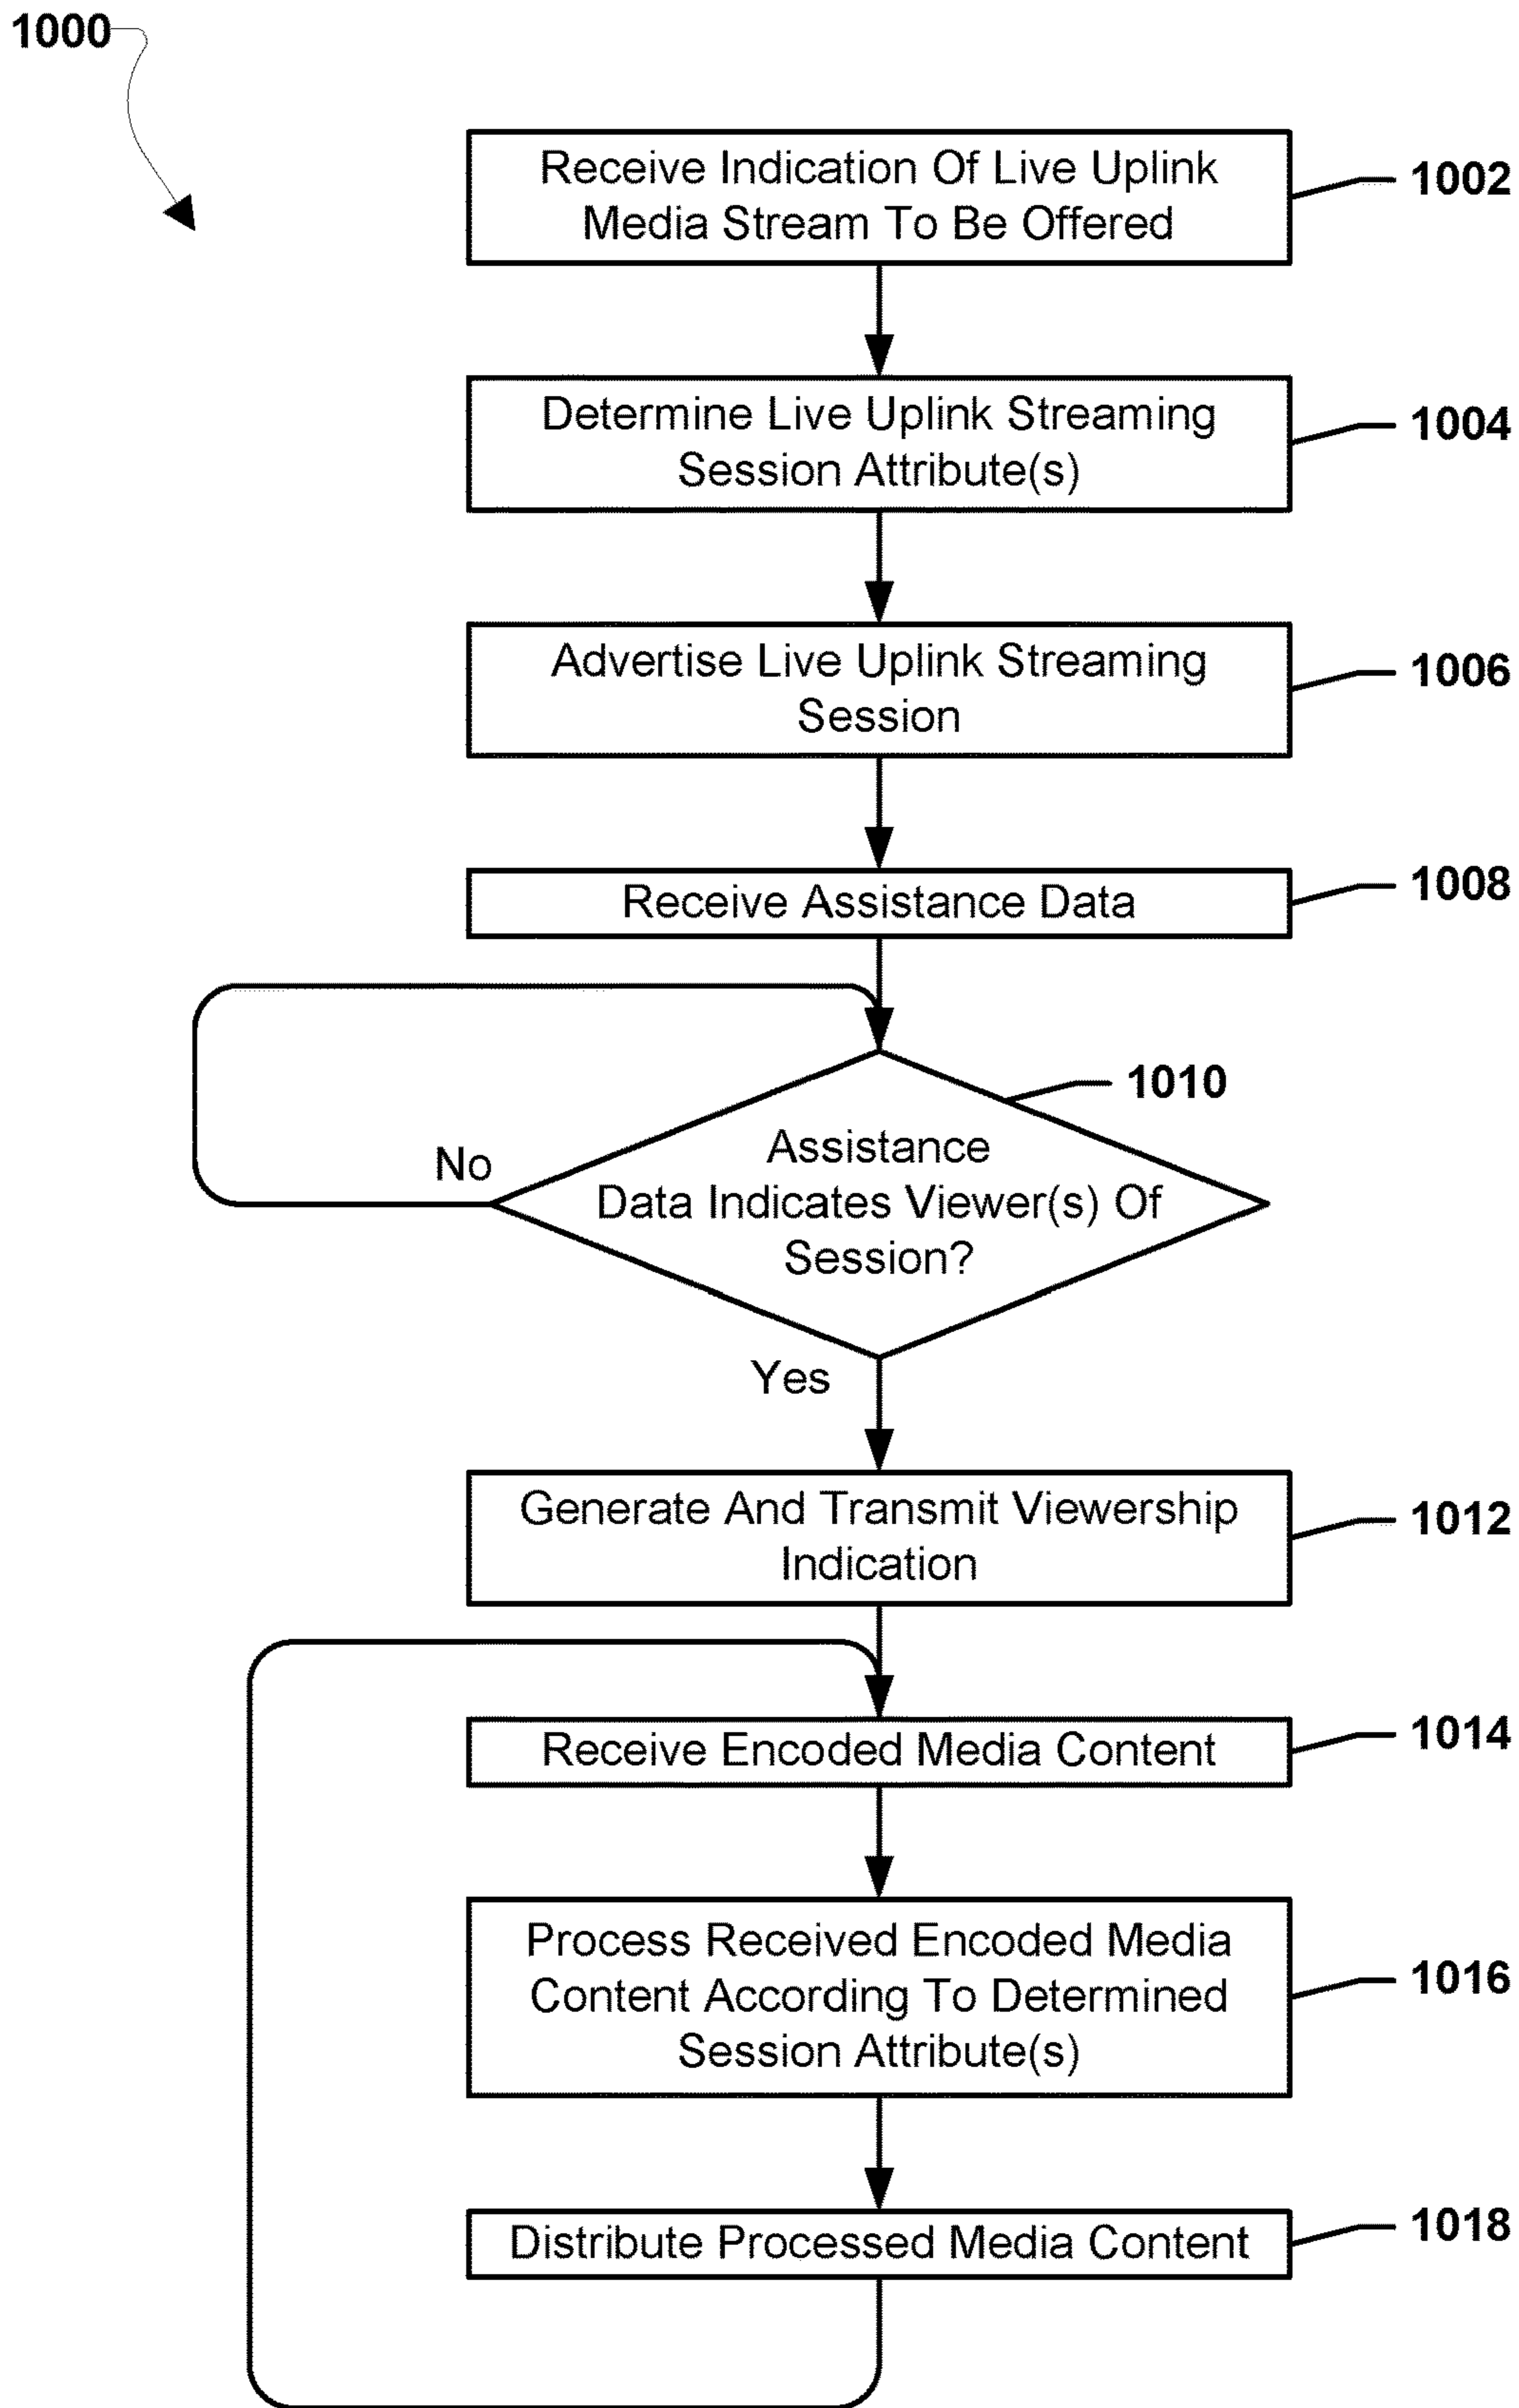 1000
Receive Indication Of Live Uplink
Media Stream To Be Offered
1002
Determine Live Uplink Streaming
Session Attribute(s)
1004
Advertise Live Uplink Streaming
Session
1006
Receive Assistance Data
1008
1010
Assistance
Data Indicates Viewer(s) Of
Session?
No
Yes
Generate And Transmit Viewership
Indication
1012
Receive Encoded Media Content
1014
Process Received Encoded Media
Content According To Determined
Session Attribute(s)
1016
Distribute Processed Media Content
1018